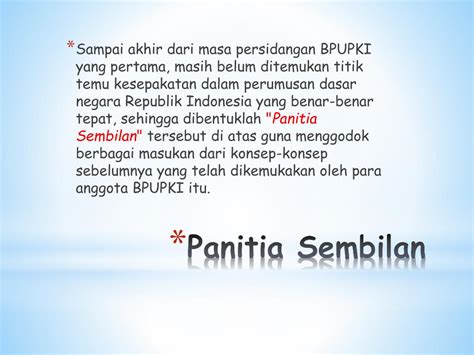 *Sampai akhir dari masa persidangan BPUPKI
yang pertama, masih belum ditemukan titik
temu kesepakatan dalam perumusan dasar
negara Republik Indonesia yang benar-benar
tepat, sehingga dibentuklah "Panitia
Sembilan" tersebut di atas guna menggodok
berbagai masukan dari konsep-konsep
sebelumnya yang telah dikemukakan oleh para
anggota BPUPKI itu.
*Panitia Sembilan